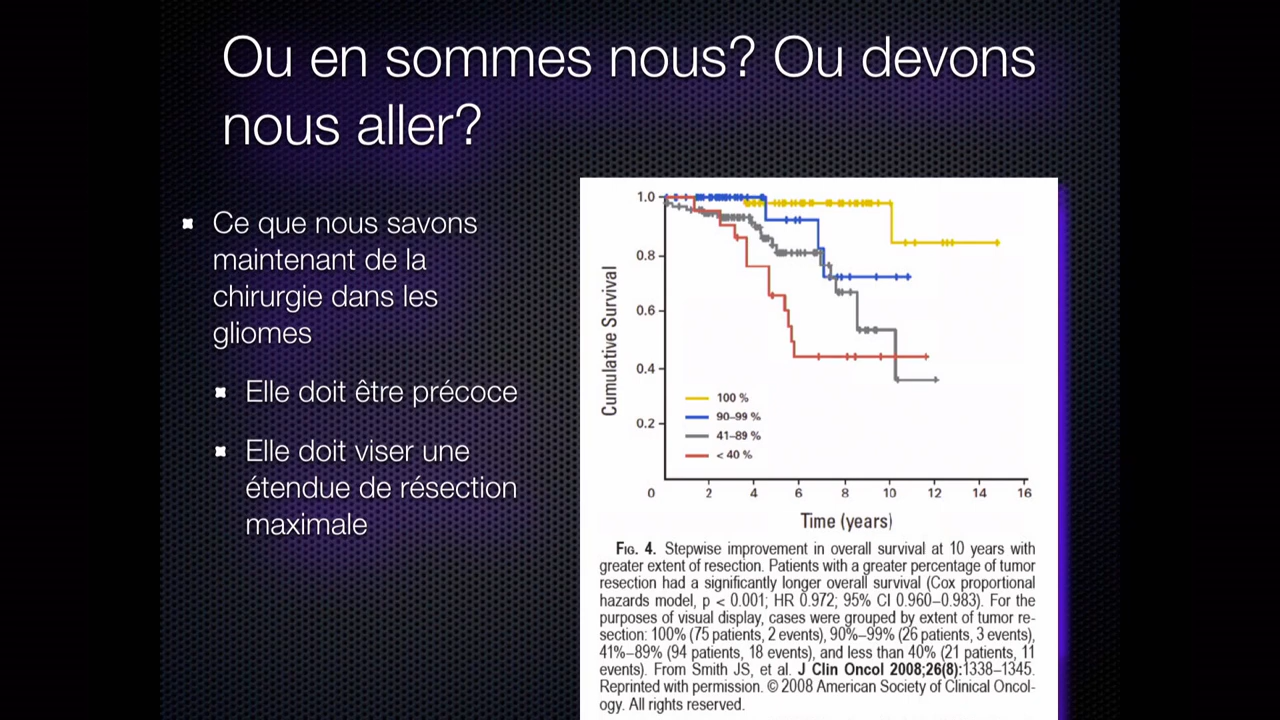 Ou en sommes nous? Ou devons
nous aller?
Ce que nous savons
maintenant de la
chirurgie dans les
gliomes
Elle doit être précoce
Elle doit viser une
étendue de résection
maximale
Cumulative Survival
1.0
0.8
0.6
0.4
0.2
100 %
90–99 %
41–89 %
< 40 %
0 2 4 6 8 10 12 14 16
Time (years)
FIG. 4. Stepwise improvement in overall survival at 10 years with
greater extent of resection. Patients with a greater percentage of tumor
resection had a significantly longer overall survival (Cox proportional
hazards model, p < 0.001; HR 0.972; 95% CI 0.960–0.983). For the
purposes of visual display, cases were grouped by extent of tumor re-
section: 100% (75 patients, 2 events), 90%–99% (26 patients, 3 events),
41%–89% (94 patients, 18 events), and less than 40% (21 patients, 11
events). From Smith JS, et al. J Clin Oncol 2008;26(8):1338–1345.
Reprinted with permission. © 2008 American Society of Clinical Oncol-
ogy. All rights reserved.